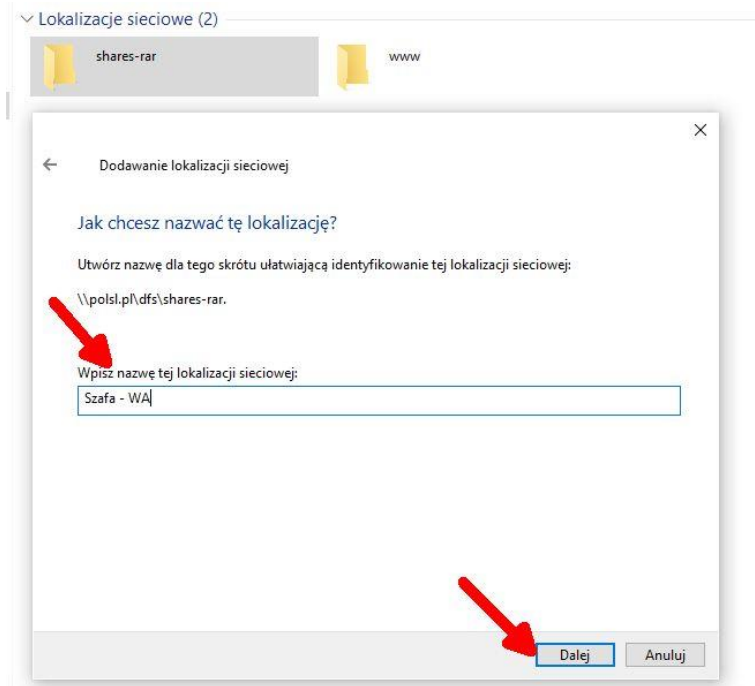 Lokalizacje sieciowe (2)
shares-rar
www
Dodawanie lokalizacji sieciowej
Jak chcesz nazwać tę lokalizację?
Utwórz nazwę dla tego skrótu ułatwiającą identyfikowanie tej lokalizacji sieciowej:
\\polsl.pl\dfs\shares-rar.
Wpisz nazwę tej lokalizacji sieciowej:
Szafa - WA
Dalej
Anuluj